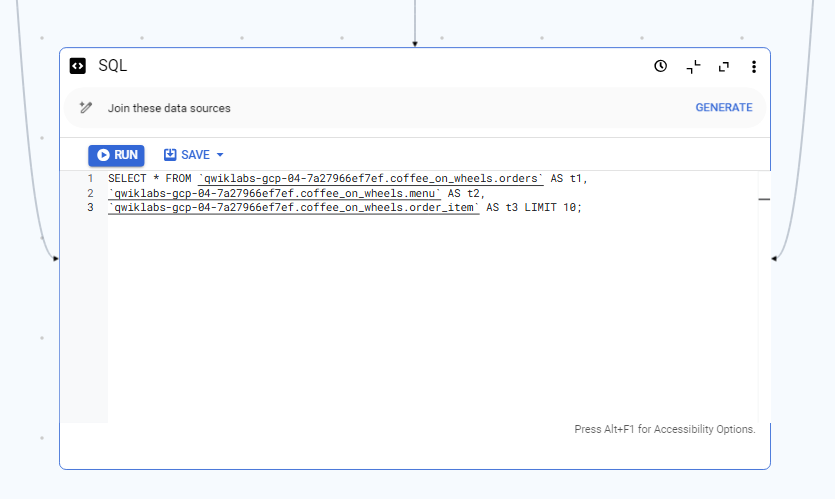 SQL
Join these data sources
GENERATE
RUN SAVE
1 SELECT * FROM `qwiklabs-gcp-04-7a27966ef7ef.coffee_on_wheels.orders` AS t1,
2 `qwiklabs-gcp-04-7a27966ef7ef.coffee_on_wheels.menu` AS t2,
3 `qwiklabs-gcp-04-7a27966ef7ef.coffee_on_wheels.order_item` AS t3 LIMIT 10;
Press Alt+F1 for Accessibility Options.